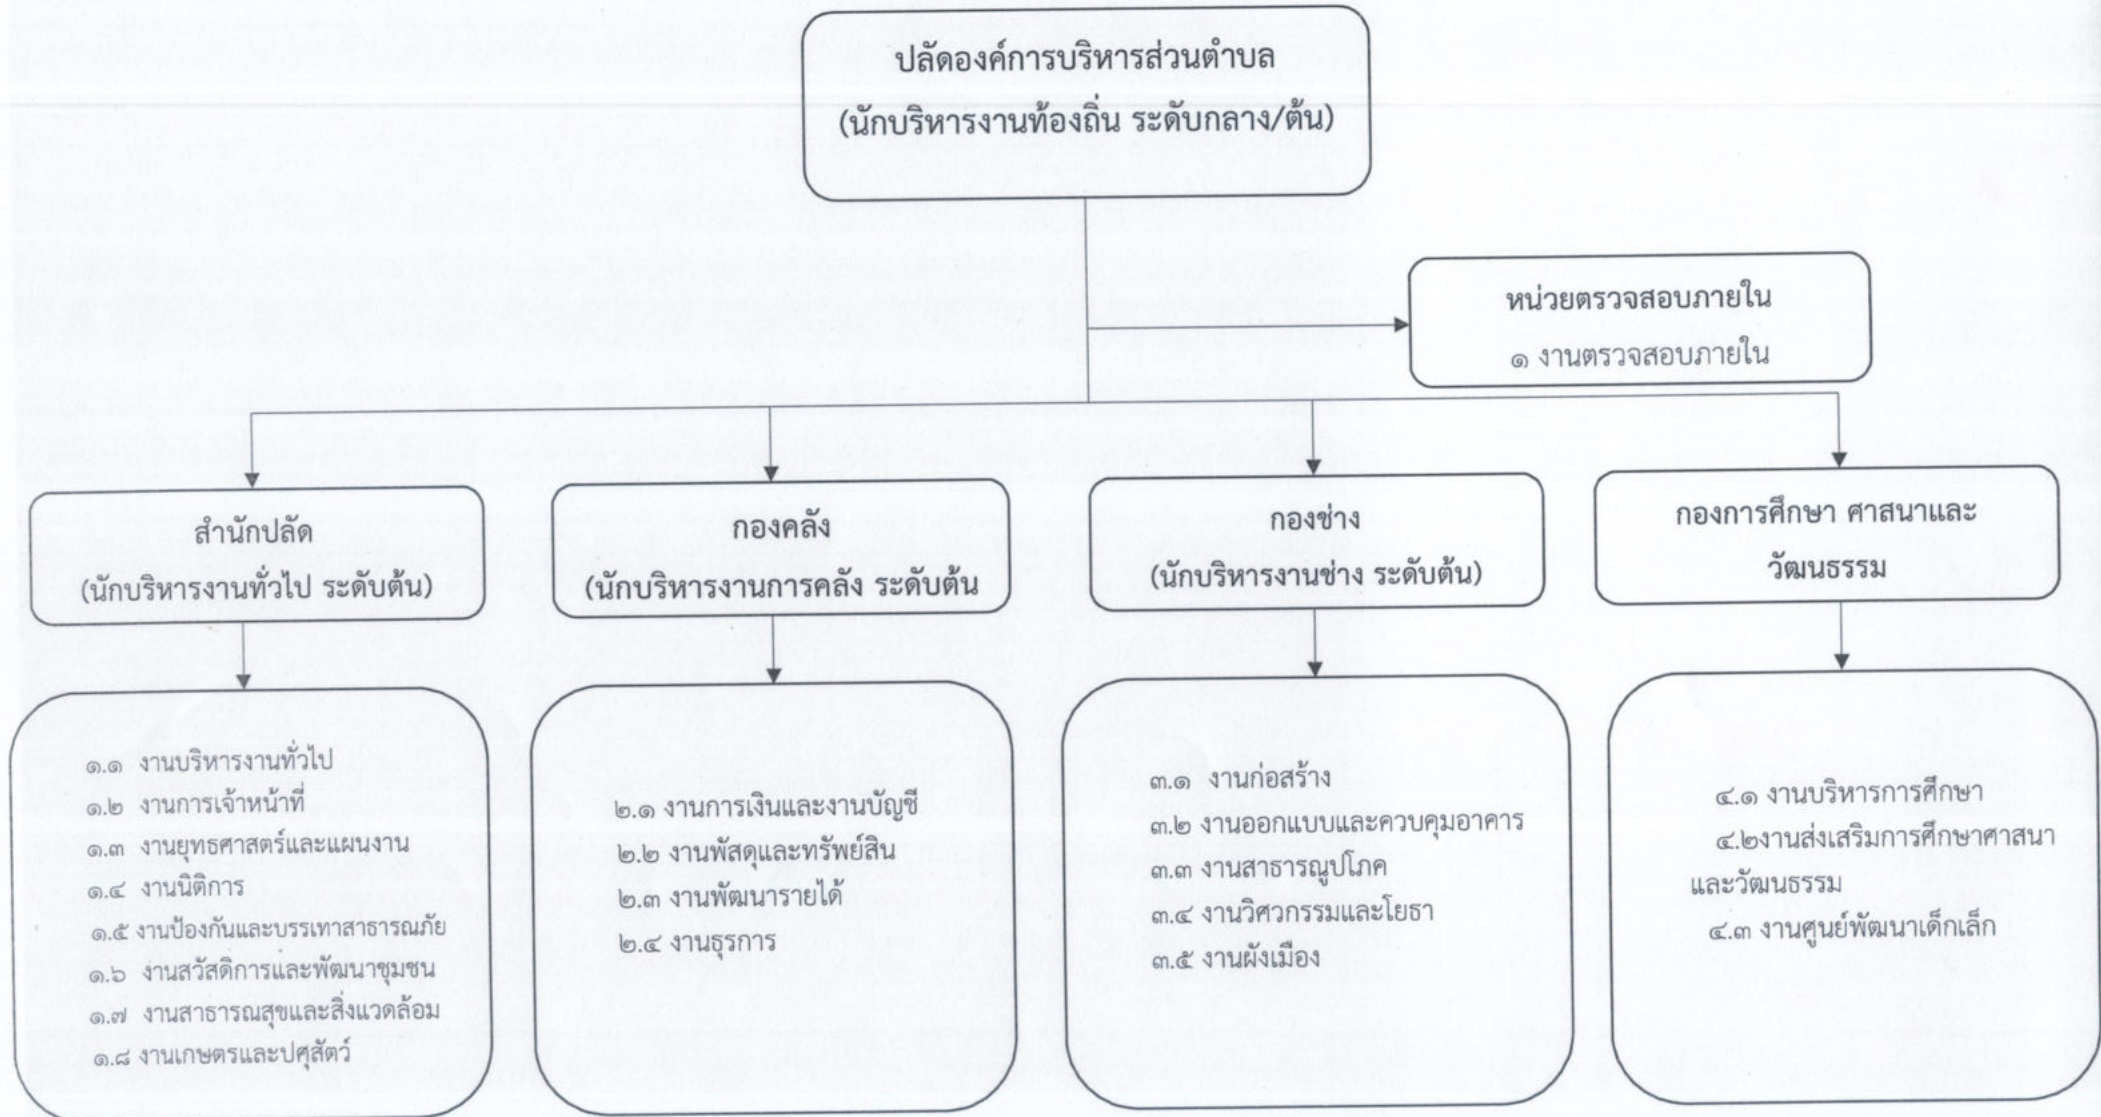 ปลัดองค์การบริหารส่วนตำบล
(นักบริหารงานท้องถิ่น ระดับกลาง/ต้น)
หน่วยตรวจสอบภายใน
๑ งานตรวจสอบภายใน
สำนักปลัด
(นักบริหารงานทั่วไป ระดับต้น)
กองคลัง
(นักบริหารงานการคลัง ระดับต้น
กองช่าง
(นักบริหารงานช่าง ระดับต้น)
กองการศึกษา ศาสนาและ
วัฒนธรรม
๑.๑ งานบริหารงานทั่วไป
๑.๒ งานการเจ้าหน้าที่
๑.๓ งานยุทธศาสตร์และแผนงาน
๑.๔ งานนิติการ
๑.๕ งานป้องกันและบรรเทาสาธารณภัย
๑.๖ งานสวัสดิการและพัฒนาชุมชน
๑.๗ งานสาธารณสุขและสิ่งแวดล้อม
๑.๘ งานเกษตรและปศุสัตว์
๒.๑ งานการเงินและงานบัญชี
๒.๒ งานพัสดุและทรัพย์สิน
๒.๓ งานพัฒนารายได้
๒.๔ งานธุรการ
๓.๑ งานก่อสร้าง
๓.๒ งานออกแบบและควบคุมอาคาร
๓.๓ งานสาธารณูปโภค
๓.๔ งานวิศวกรรมและโยธา
๓.๕ งานผังเมือง
๔.๑ งานบริหารการศึกษา
๔.๒งานส่งเสริมการศึกษาศาสนา
และวัฒนธรรม
๔.๓ งานศูนย์พัฒนาเด็กเล็ก